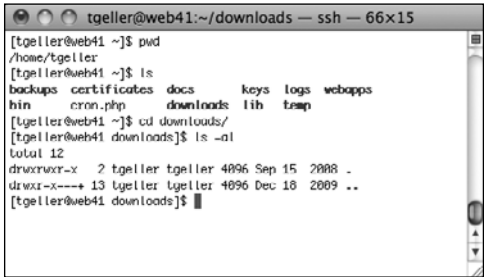 tgeller@web41:~/downloads — ssh — 66×15
[tgeller@web41 ~]$ pwd
/home/tgeller
[tgeller@web41 ~]$ ls
backups certificates docs keys logs webapps
bin cron.php downloads lib temp
[tgeller@web41 ~]$ cd downloads/
[tgeller@web41 downloads]$ ls -al
total 12
drwxrwxr-x 2 tgeller tgeller 4096 Sep 15 2008 .
drwxr-x---+ 13 tgeller tgeller 4096 Dec 18 2009 ..
[tgeller@web41 downloads]$